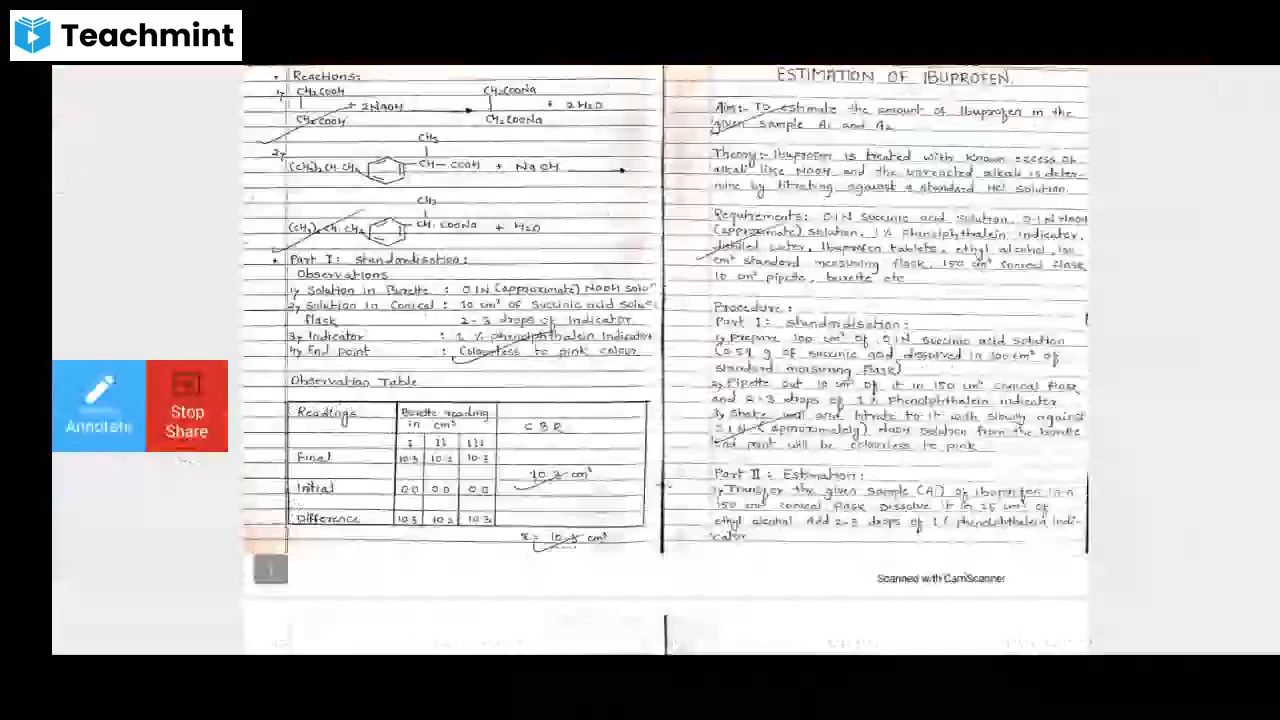 Teachmint
Reactions:
1) CH₂COOH CH₂COONa
+ 2NaOH + 2H₂O
CH₂COOH CH₂COONa
2) CH₃
(CH₃)₂CH CH₂ CH— COOH + NaOH
CH₃
(CH₃)₂CH CH₂ CH. COONa + H₂O
Part I: standardisation:
Observations
1) Solution in Burette : 0.1N (approximate) NaOH solu
2) Solution in Conical : 10 cm³ of succinic acid solu
flask 2-3 drops of indicator
3) Indicator : 1% phenolphthalein indicator
4) End point : Colourless to pink colour
Observation Table
Readings Burette reading
in cm³ C B R
I II III
Final 10.3 10.3
10.3 cm³
Initial 0.0 0.0 0.0
Difference 10.3 10.3
x = cm³
1
ESTIMATION OF IBUPROFEN.
Aim:- To estimate the amount of Ibuprofen in the
given sample A₁ and A₂
Theory:- Ibuprofen is treated with known excess of
alkali like NaOH and the unreacted alkali is deter-
mine by titrating against a standard HCl solution.
Requirements: 0.1N succinic acid solution, 0.1N NaOH
(approximate) solution, 1% Phenolphthalein indicator,
distilled water, Ibuprofen tablets, ethyl alcohol, 100
cm³ standard measuring flask, 150 cm³ conical flask
10 cm³ pipette, burette etc
Procedure:
Part I: standardisation:
1) Prepare 100 cm³ of 0.1N succinic acid solution
(0.59 g of succinic acid dissolved in 100 cm³ of
standard measuring flask)
2) Pipette out 10 cm³ of it in 150 cm³ conical flask
and 2-3 drops of 1% Phenolphthalein indicator
3) Shake well and titrate to it with slowly against
0.1N (approximately) NaOH solution from the burette
End point will be colourless to pink
Part II: Estimation:
1) Transfer the given sample (A₁) of ibuprofen in a
150 cm³ conical flask Dissolve it in 25 cm³ of
ethyl alcohol Add 2-3 drops of 1% phenolphthalein indi-
cator
Scanned with CamScanner
Annotate
Stop
Share